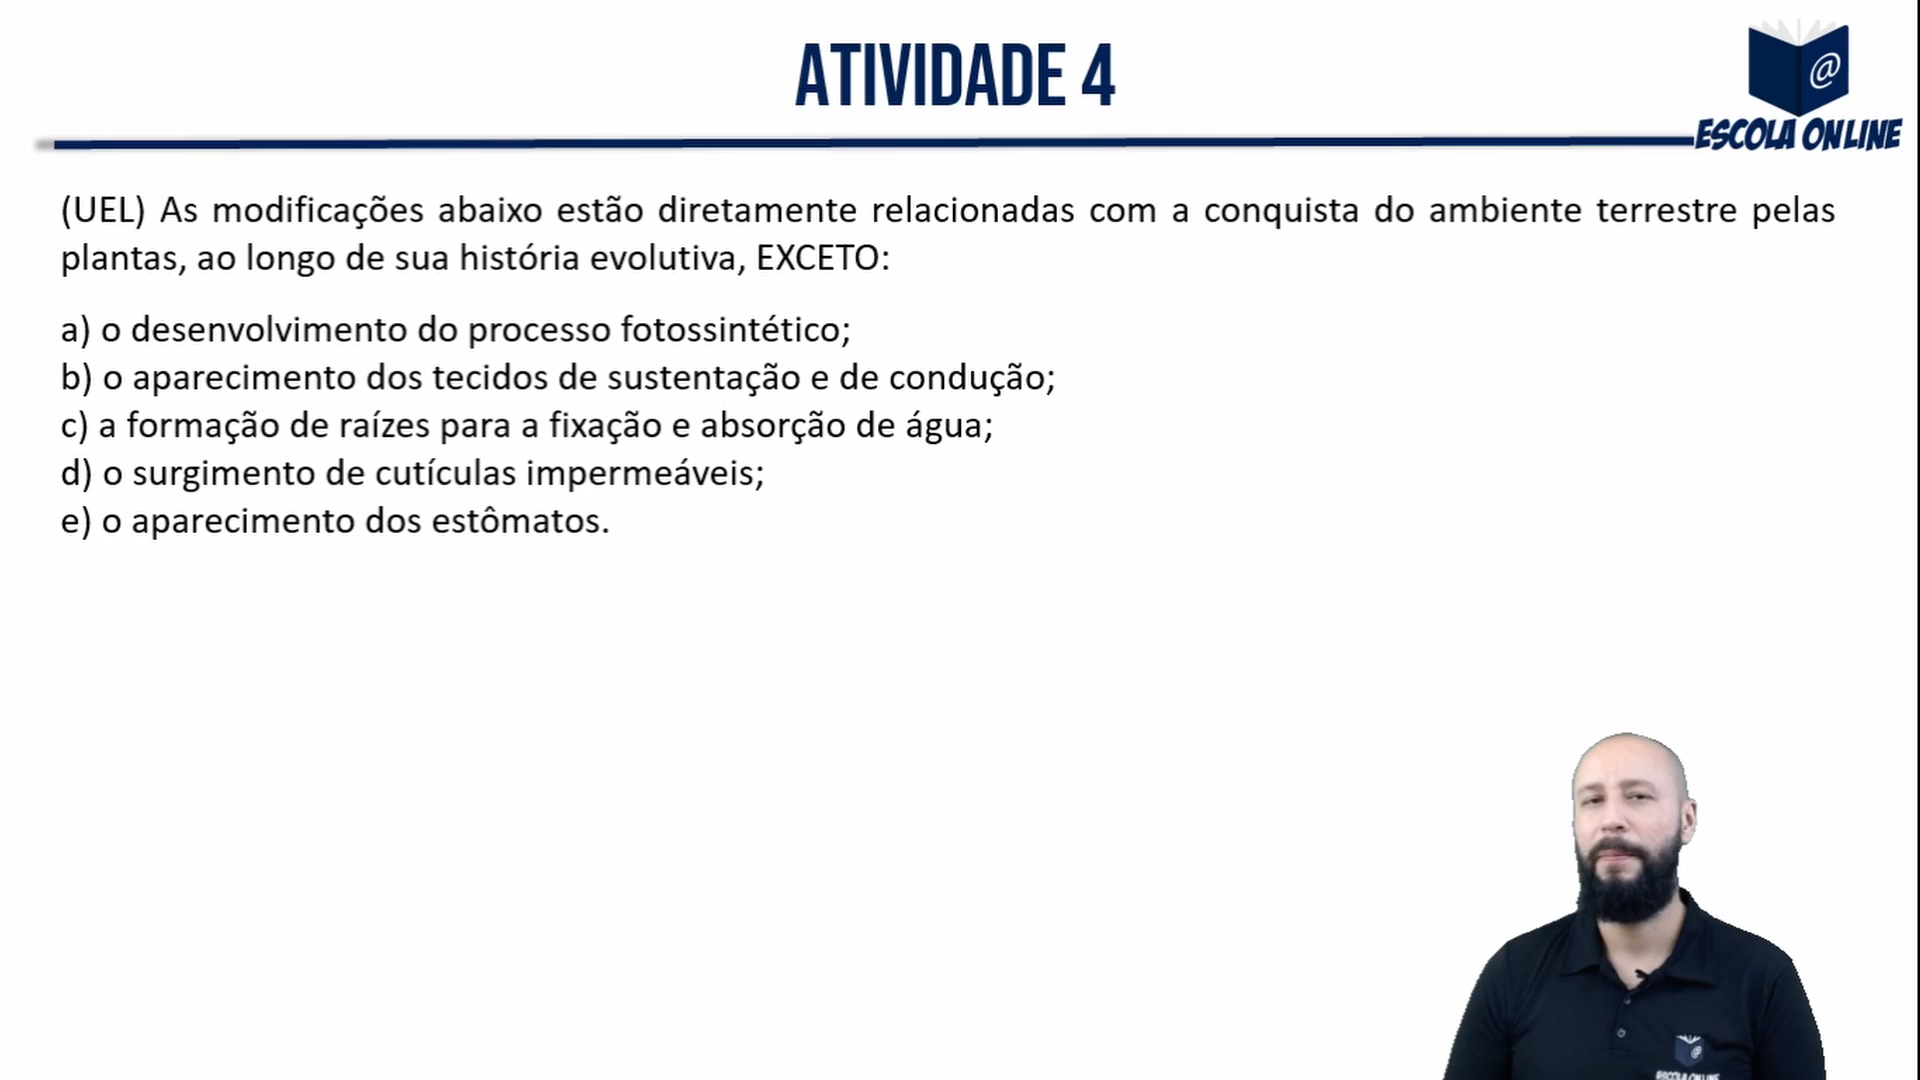 ATIVIDADE 4
@
ESCOLA ONLINE
(UEL) As modificações abaixo estão diretamente relacionadas com a conquista do ambiente terrestre pelas
plantas, ao longo de sua história evolutiva, EXCETO:
a) o desenvolvimento do processo fotossintético;
b) o aparecimento dos tecidos de sustentação e de condução;
c) a formação de raízes para a fixação e absorção de água;
d) o surgimento de cutículas impermeáveis;
e) o aparecimento dos estômatos.
@
ESCOLA ONLINE